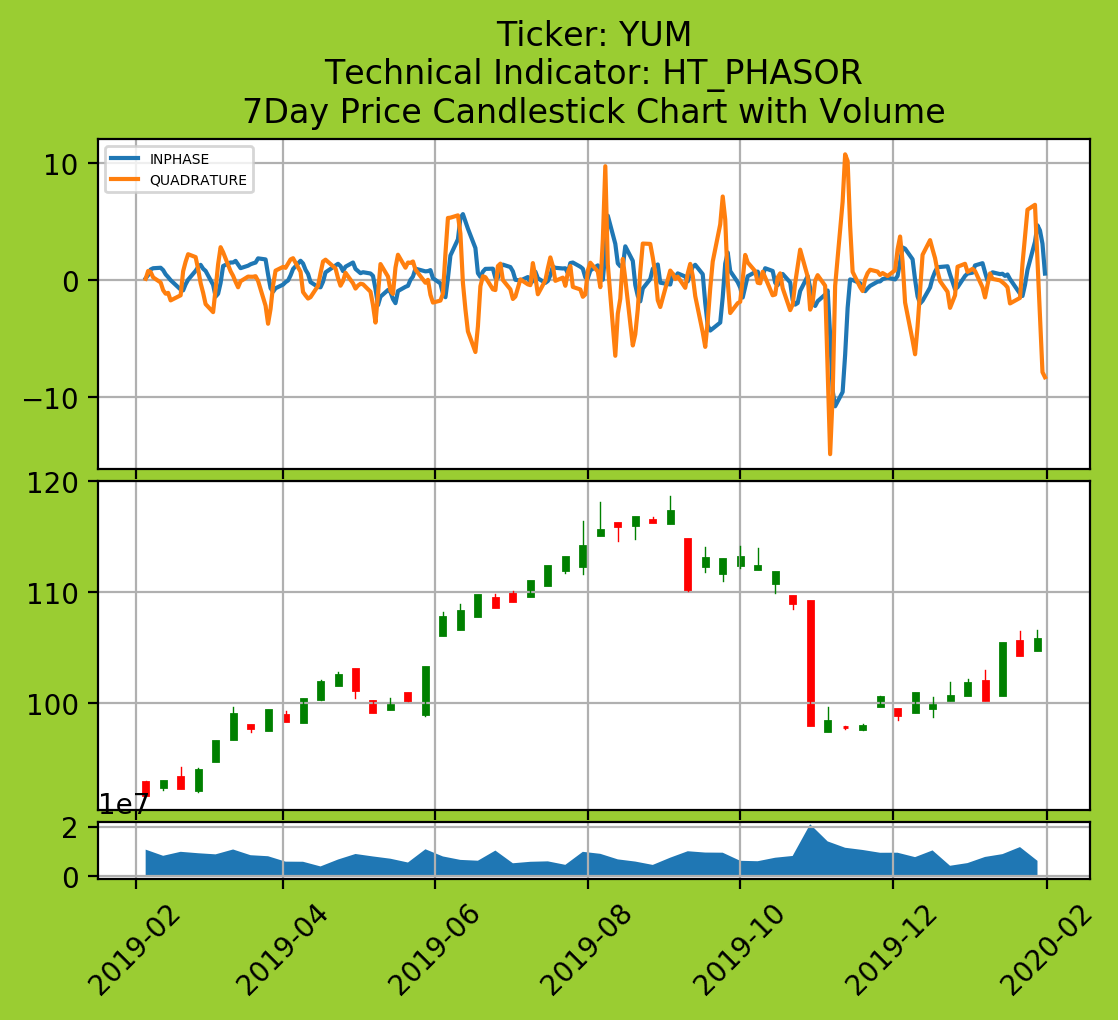 Ticker: YUM
Technical Indicator: HT_PHASOR
7Day Price Candlestick Chart with Volume
INPHASE
QUADRATURE
10
0
−10
120
110
100
1e7
2
0
2019-02
2019-04
2019-06
2019-08
2019-10
2019-12
2020-02